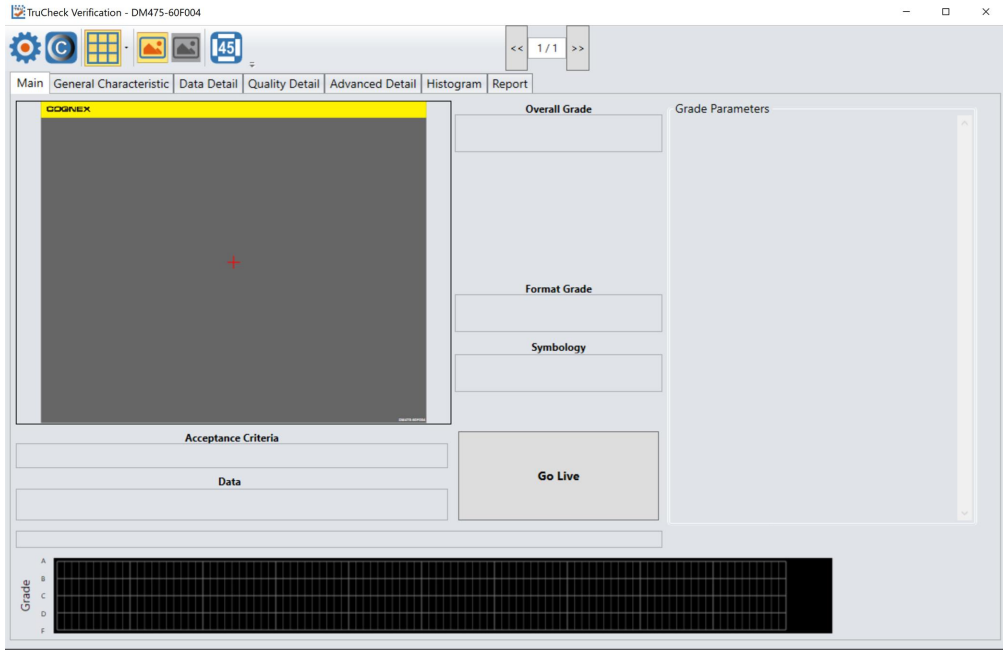 TruCheck Verification - DM475-60F004
C
45
<< 1/1 >>
Main General Characteristic Data Detail Quality Detail Advanced Detail Histogram Report
COGNEX
Overall Grade
Grade Parameters
Format Grade
Symbology
Acceptance Criteria
Go Live
Data
Grade
A
B
C
D
F